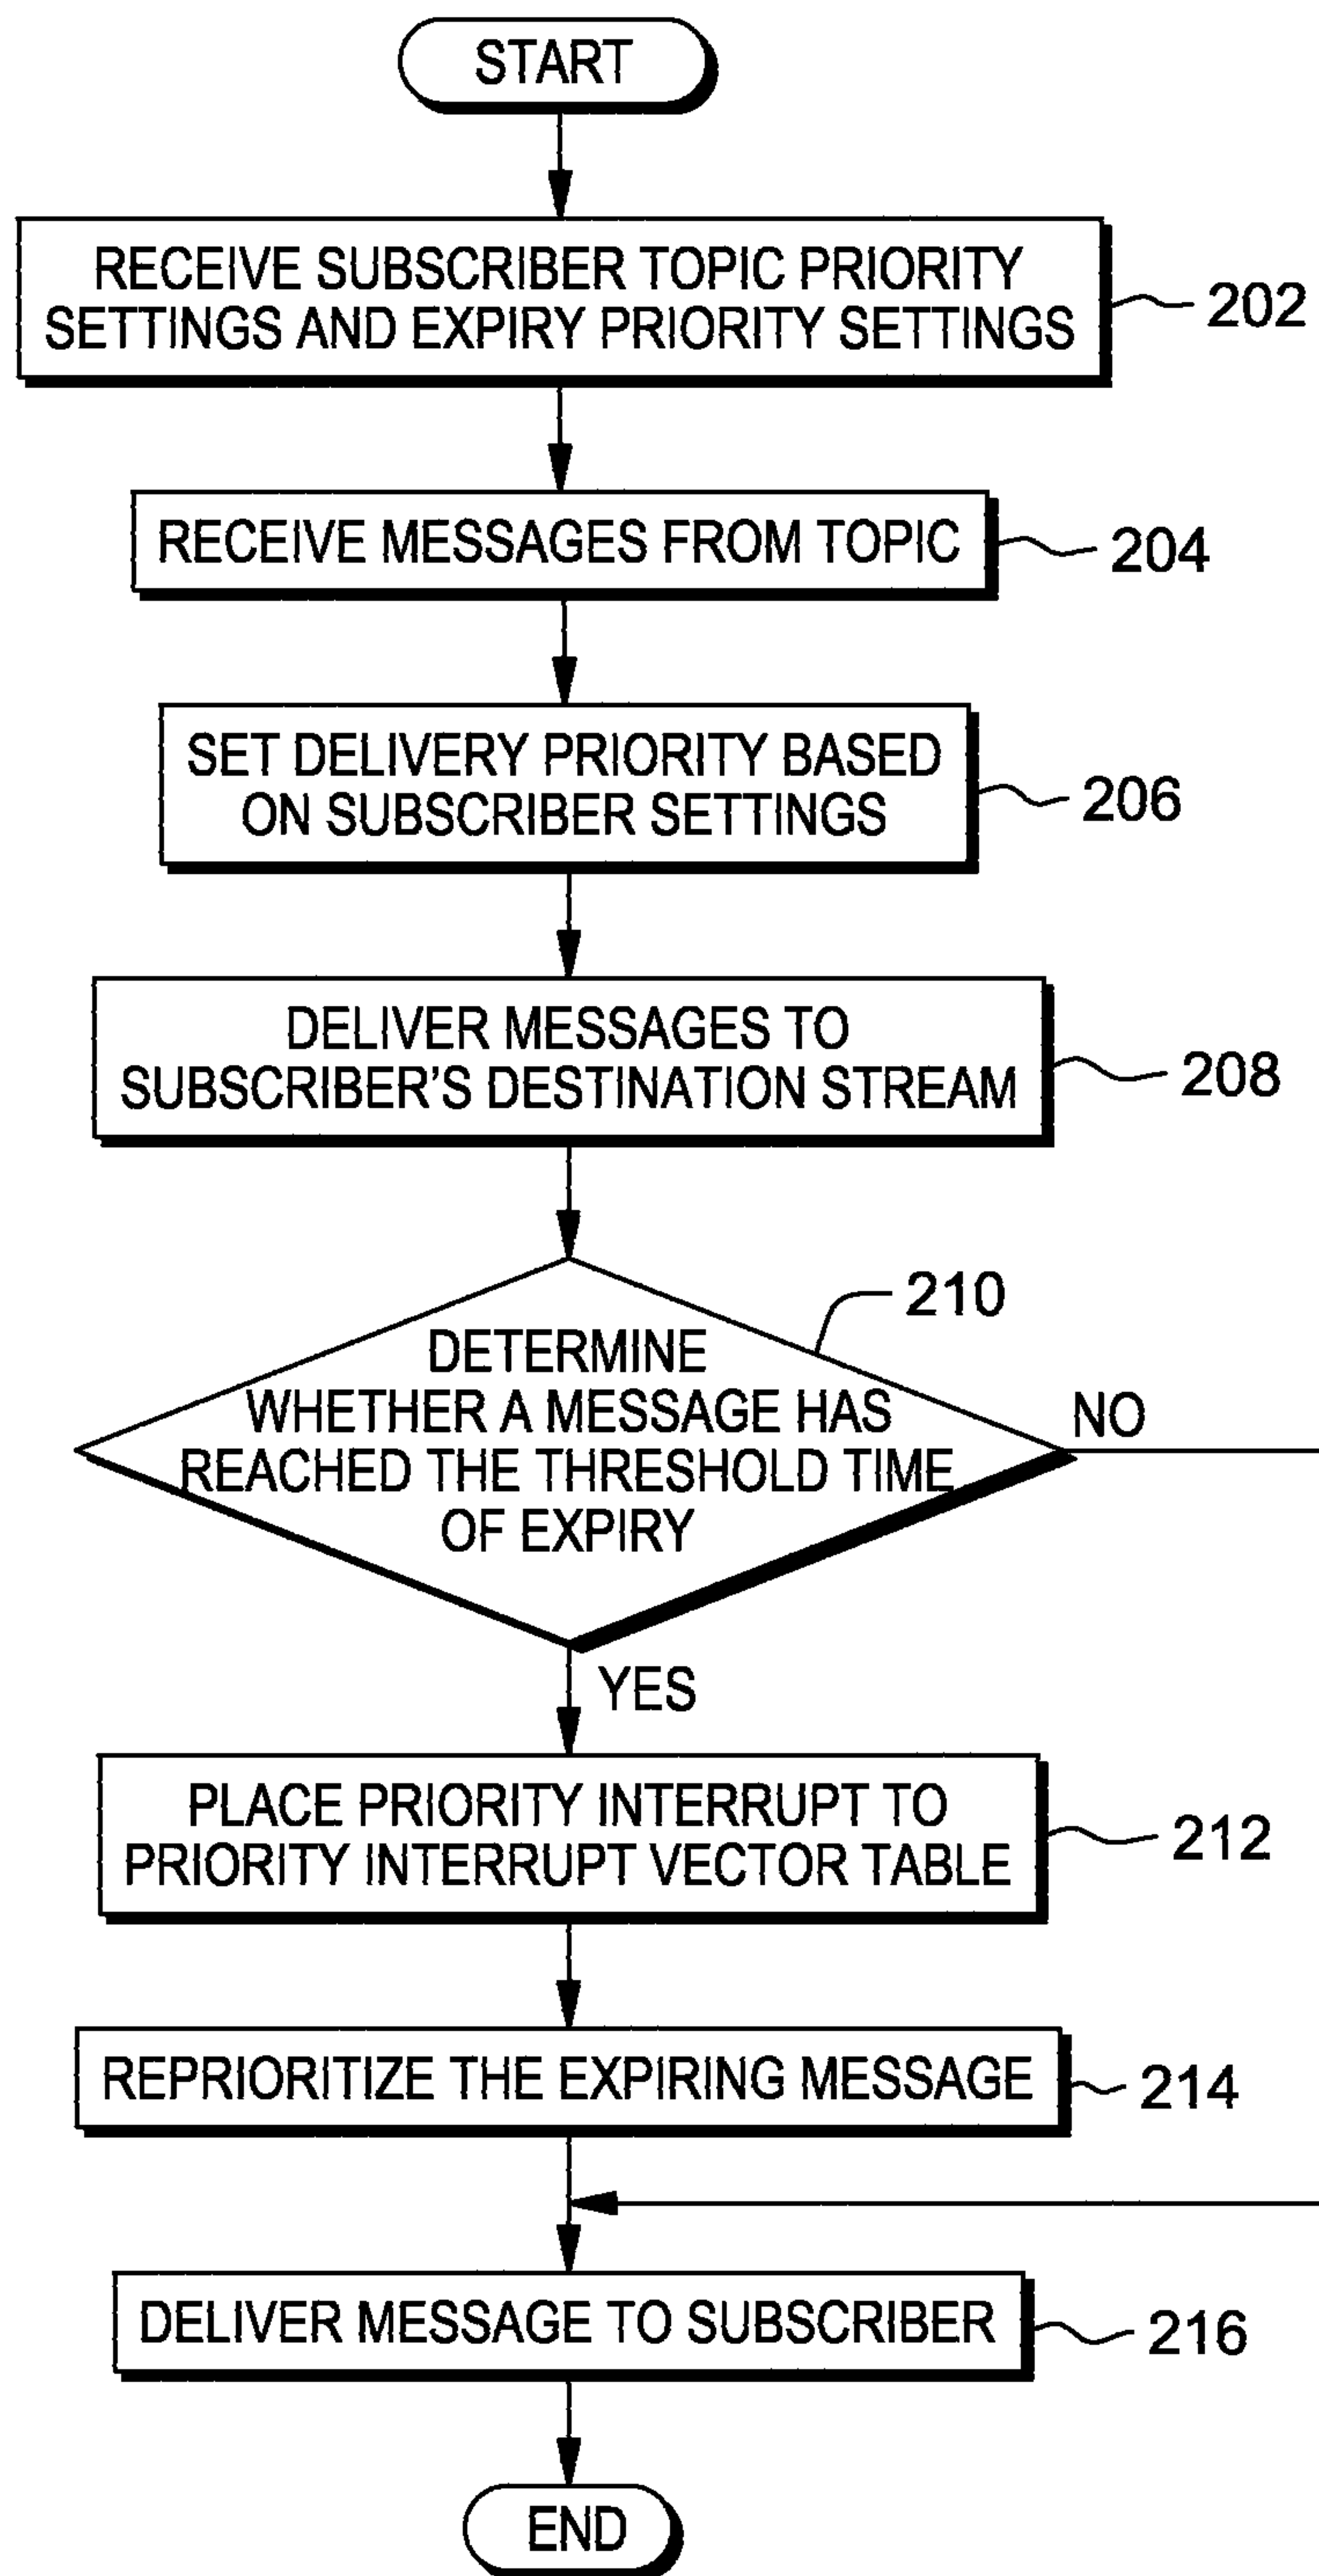 START
RECEIVE SUBSCRIBER TOPIC PRIORITY
SETTINGS AND EXPIRY PRIORITY SETTINGS
202
RECEIVE MESSAGES FROM TOPIC
204
SET DELIVERY PRIORITY BASED
ON SUBSCRIBER SETTINGS
206
DELIVER MESSAGES TO
SUBSCRIBER'S DESTINATION STREAM
208
210
DETERMINE
WHETHER A MESSAGE HAS
REACHED THE THRESHOLD TIME
OF EXPIRY
NO
YES
PLACE PRIORITY INTERRUPT TO
PRIORITY INTERRUPT VECTOR TABLE
212
REPRIORITIZE THE EXPIRING MESSAGE
214
DELIVER MESSAGE TO SUBSCRIBER
216
END